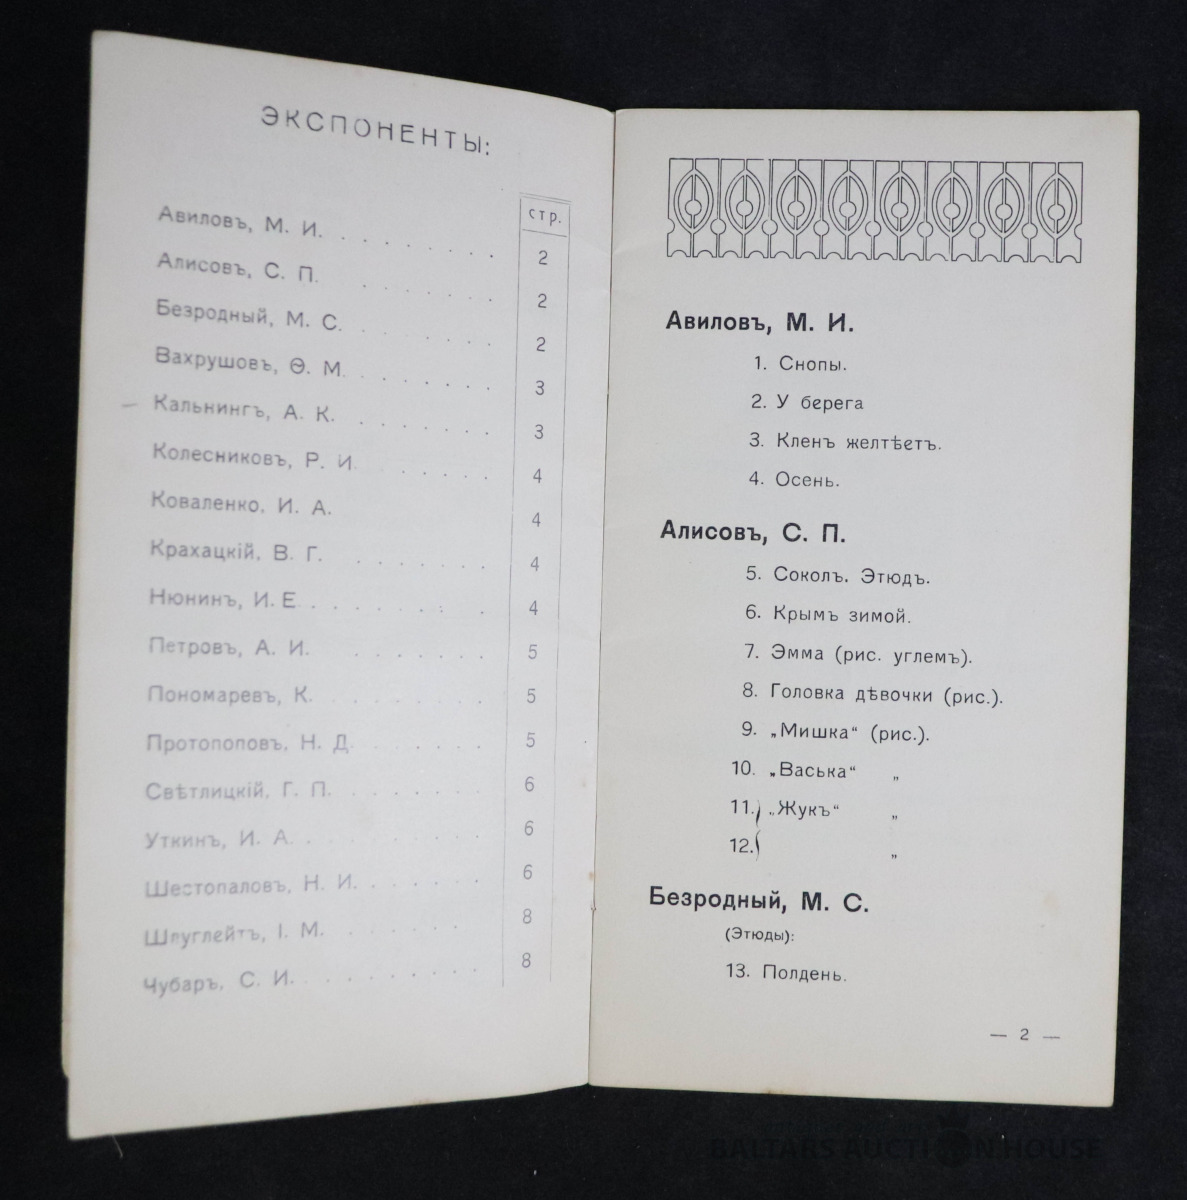 ЭКСПОНЕНТЫ:
стр.
Авиловъ, М. И. . . . . . . . 2
Алисовъ, С. П. . . . . . . . 2
Безродный, М. С. . . . . . . . 2
Вахрушовъ, Ѳ. М. . . . . . . . 3
Кальнингъ, А. К. . . . . . . . 3
Колесниковъ, Р. И. . . . . . 4
Коваленко, И. А. 4
Крахацкій, В. Г. . . . . . . . 4
Нюнинъ, И. Е. . . . . . . . 4
Петровъ, А. И. . . . . . . . 5
Пономаревъ, К. . . . . . . . 5
Протопоповъ, Н. Д. . . . . . . 5
Свѣтлицкій, Г. П. . . . . . . 6
Уткинъ, И. А. . . . . . . . 6
Шестопаловъ, Н. И. . . . . . . 6
Шпуглейтъ, І. М. . . . . . . 8
Чубаръ, С. И. . . . . . . . 8
Авиловъ, М. И.
1. Снопы.
2. У берега
3. Кленъ желтѣетъ.
4. Осень.
Алисовъ, С. П.
5. Соколъ. Этюдъ.
6. Крымъ зимой.
7. Эмма (рис. углемъ).
8. Головка дѣвочки (рис.).
9. „Мишка“ (рис.).
10. „Васька“ „
11.) „Жукъ“ „
12.( „
Безродный, М. С.
(Этюды):
13. Полдень.
— 2 —
BALTARS AUCTION HOUSE